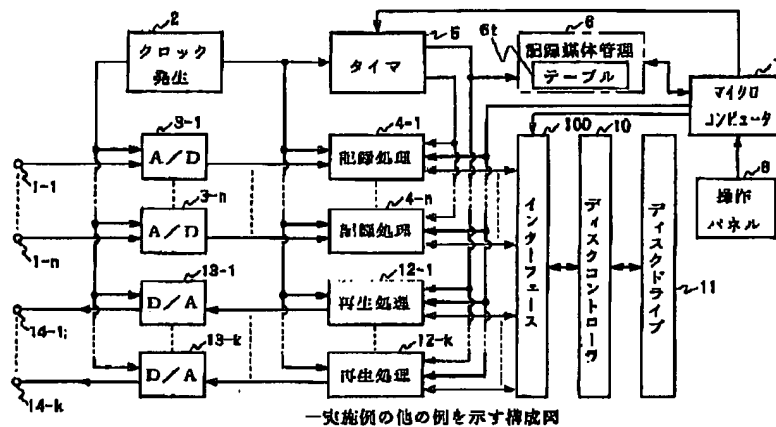 2
クロック
発生
5
タイマ
6
6t
記録媒体管理
テーブル
7
マイクロ
コンピュータ
8
操作
パネル
3-1
A/D
4-1
記録処理
100
インターフェース
10
ディスクコントローラ
ディスクドライブ
11
1-1
3-n
A/D
4-n
記録処理
1-n
13-1
D/A
12-1
再生処理
14-1
13-k
D/A
12-k
再生処理
14-k
一実施例の他の例を示す構成図